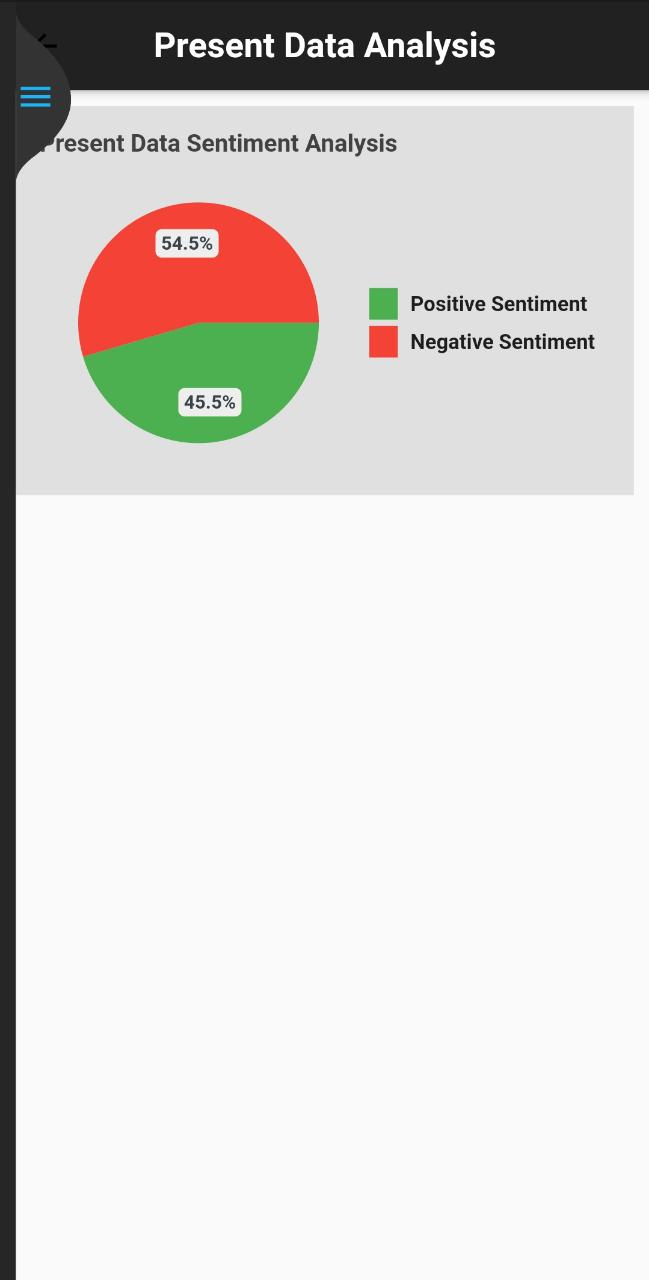 Present Data Analysis
Present Data Sentiment Analysis
54.5%
Positive Sentiment
Negative Sentiment
45.5%